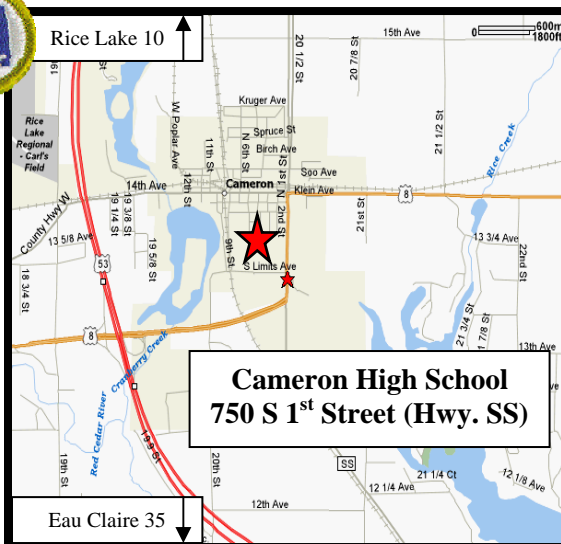 Rice Lake 10
600m
0
1800ft
15th Ave
20 1/2 St
20 7/8 St
21 1/2 St
Rice Creek
Rice
Lake
Regional
- Carl's
Field
W Poplar Ave
Kruger Ave
Spruce St
Birch Ave
N 6th St
11th St
12th St
14th Ave
Cameron
Soo Ave
Klein Ave
8
1st St N
2nd St
21st St
County Hwy W
19 1/4 St
19 3/8 St
13 5/8 Ave
19 5/8 St
9th St
13 3/4 Ave
22nd St
18 3/4 St
53
S Limits Ave
8
Cranberry Creek
21 3/4 St
21 7/8 St
13th Ave
Cameron High School
750 S 1st Street (Hwy. SS)
Red Cedar River
19th St
19 9 St
20th St
SS
21 1/4 Ct
12 1/4 Ave
12 1/8 Ave
12th Ave
Eau Claire 35